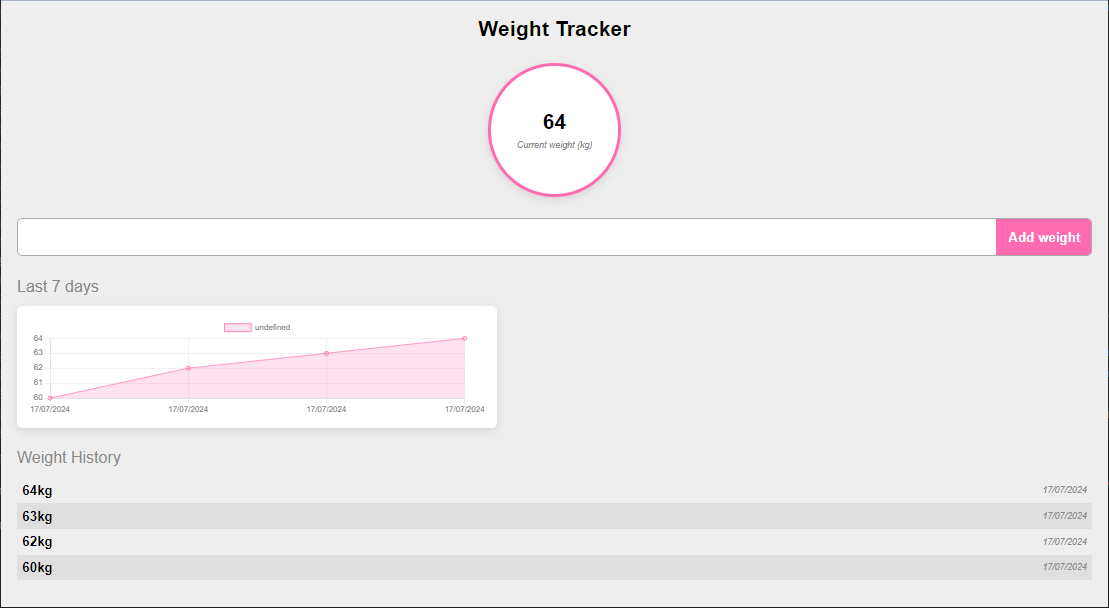 Weight Tracker
64
Current weight (kg)
Add weight
Last 7 days
undefined
64
63
62
61
60
17/07/2024 17/07/2024 17/07/2024 17/07/2024
Weight History
64kg 17/07/2024
63kg 17/07/2024
62kg 17/07/2024
60kg 17/07/2024